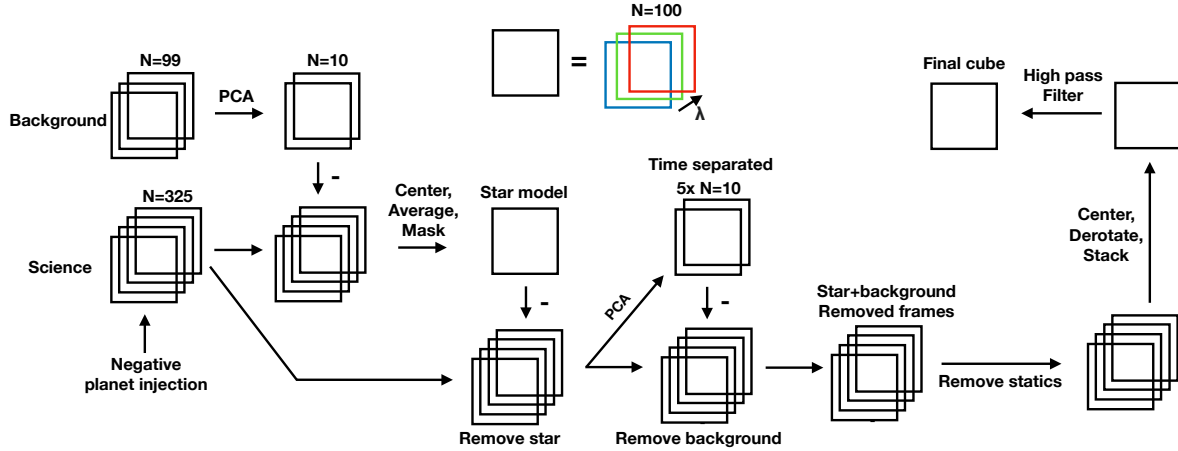 N=100
=
λ
N=99
N=10
PCA
Background
-
Final cube
High pass
Filter
Time separated
5x N=10
N=325
Center,
Average,
Mask
Star model
Science
Center,
Derotate,
Stack
-
PCA
-
Star+background
Removed frames
Negative
planet injection
Remove statics
Remove star
Remove background